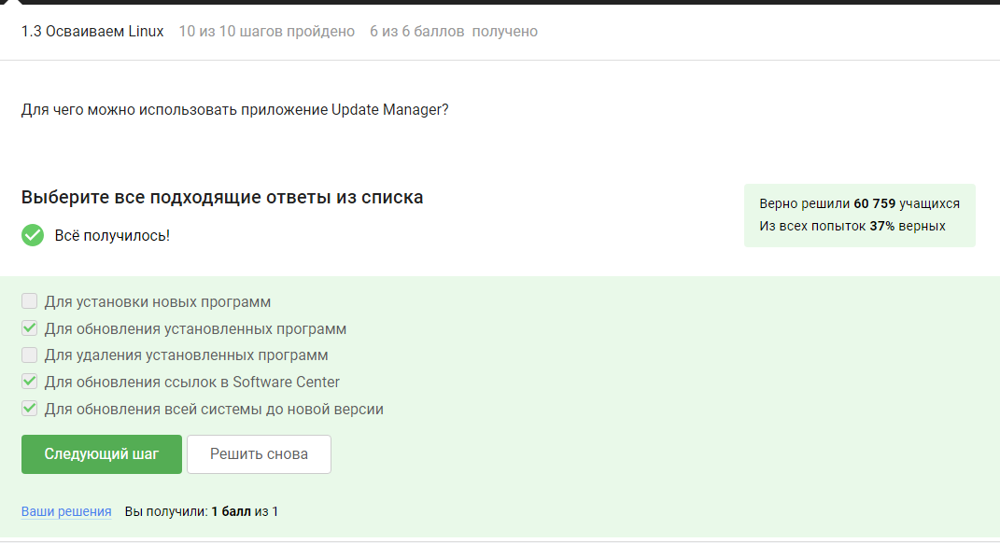 1.3 Осваиваем Linux 10 из 10 шагов пройдено 6 из 6 баллов получено
Для чего можно использовать приложение Update Manager?
Выберите все подходящие ответы из списка
Всё получилось!
Верно решили 60 759 учащихся
Из всех попыток 37% верных
Для установки новых программ
Для обновления установленных программ
Для удаления установленных программ
Для обновления ссылок в Software Center
Для обновления всей системы до новой версии
Следующий шаг Решить снова
Ваши решения Вы получили: 1 балл из 1